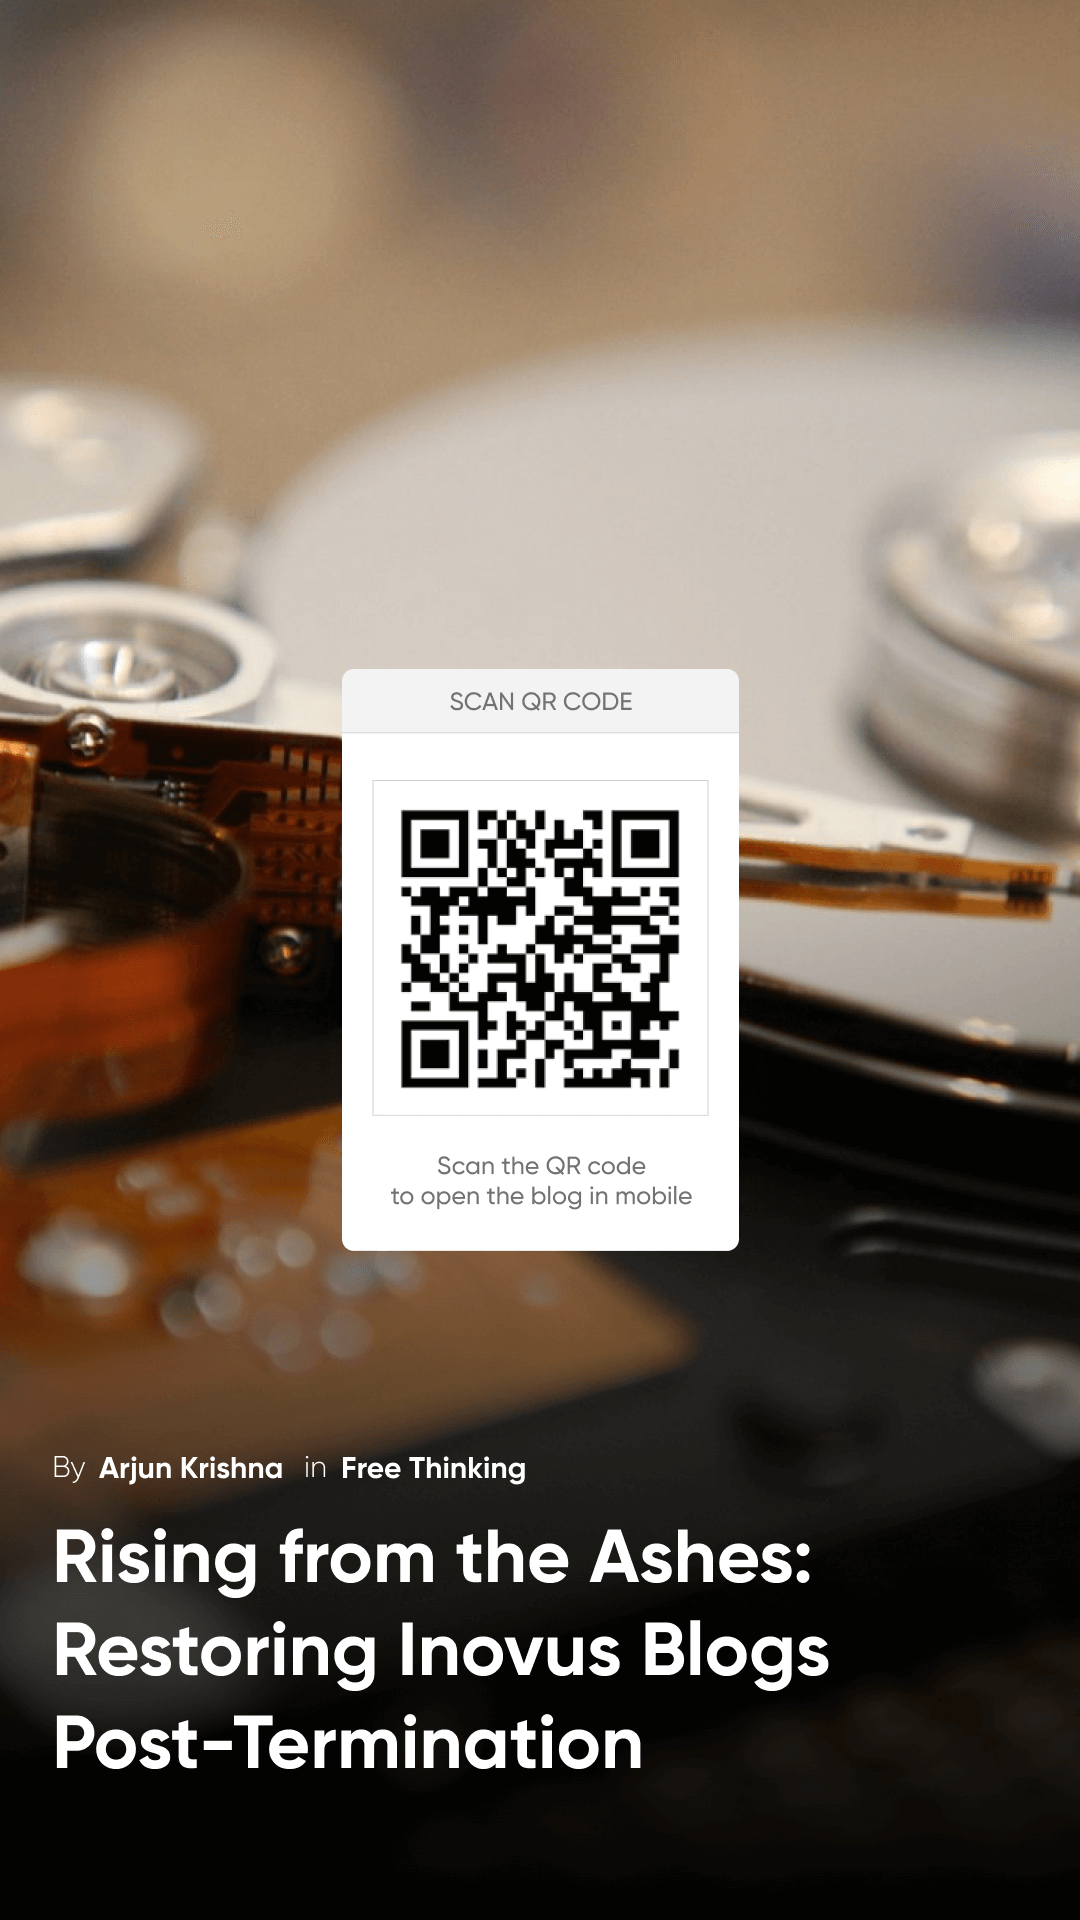 SCAN QR CODE
Scan the QR code
to open the blog in mobile
By Arjun Krishna in Free Thinking
Rising from the Ashes:
Restoring Inovus Blogs
Post-Termination